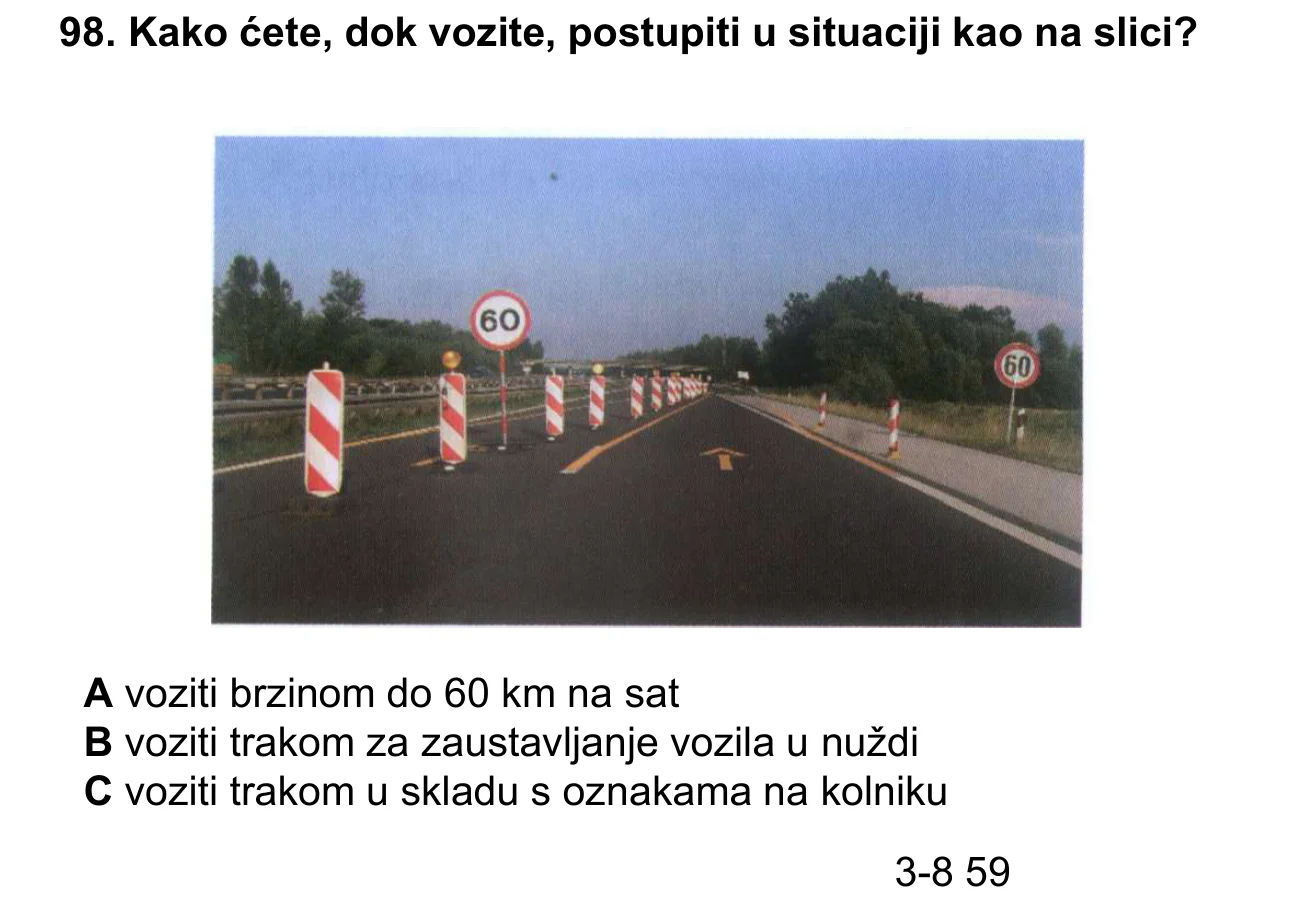 98. Kako ćete, dok vozite, postupiti u situaciji kao na slici?
60
60
A voziti brzinom do 60 km na sat
B voziti trakom za zaustavljanje vozila u nuždi
C voziti trakom u skladu s oznakama na kolniku
3-8 59